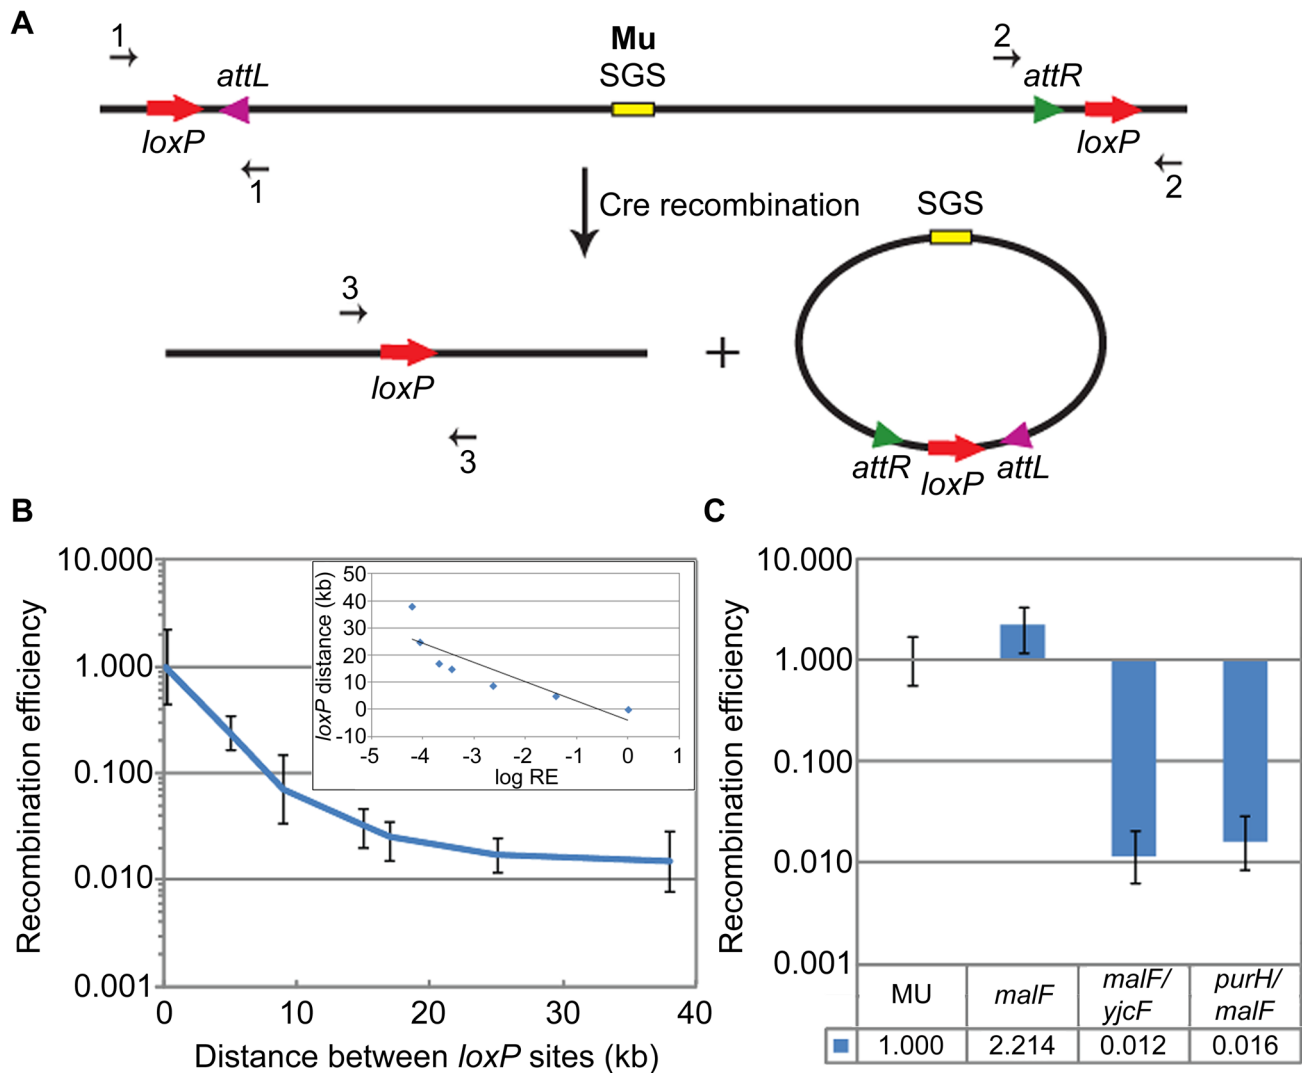 A
1
Mu
SGS
2
attL
attR
loxP
loxP
1
2
Cre recombination
SGS
3
+
loxP
3
attR
loxP
attL
B
Recombination efficiency
10.000
1.000
0.100
0.010
0.001
0
10
20
30
40
Distance between loxP sites (kb)
loxP distance (kb)
50
40
30
20
10
0
-10
-5
-4
-3
-2
-1
0
1
log RE
C
Recombination efficiency
10.000
1.000
0.100
0.010
0.001
MU
malF
malF/
yjcF
purH/
malF
1.000
2.214
0.012
0.016